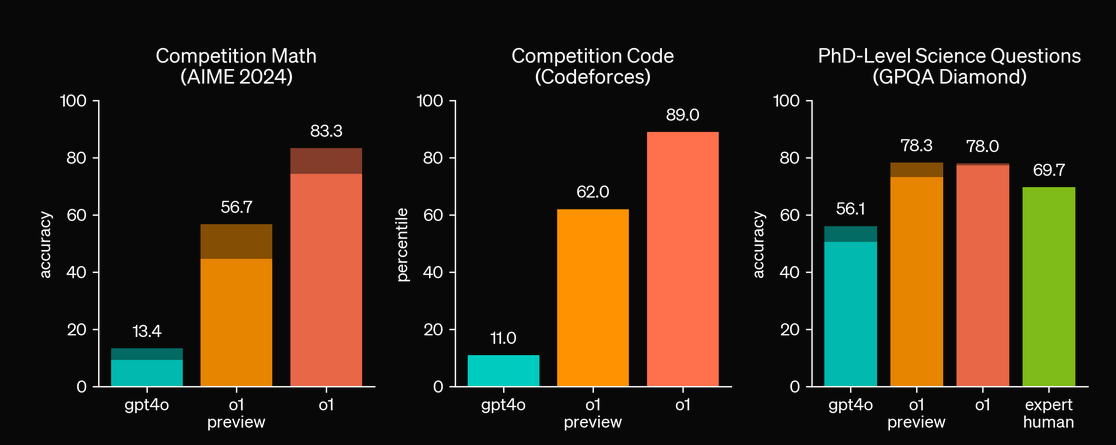 Competition Math
(AIME 2024)
accuracy
100
80
60
40
20
0
13.4
56.7
83.3
gpt4o
o1
preview
o1
Competition Code
(Codeforces)
percentile
100
80
60
40
20
0
11.0
62.0
89.0
gpt4o
o1
preview
o1
PhD-Level Science Questions
(GPQA Diamond)
accuracy
100
80
60
40
20
0
56.1
78.3
78.0
69.7
gpt4o
o1
preview
o1
expert
human